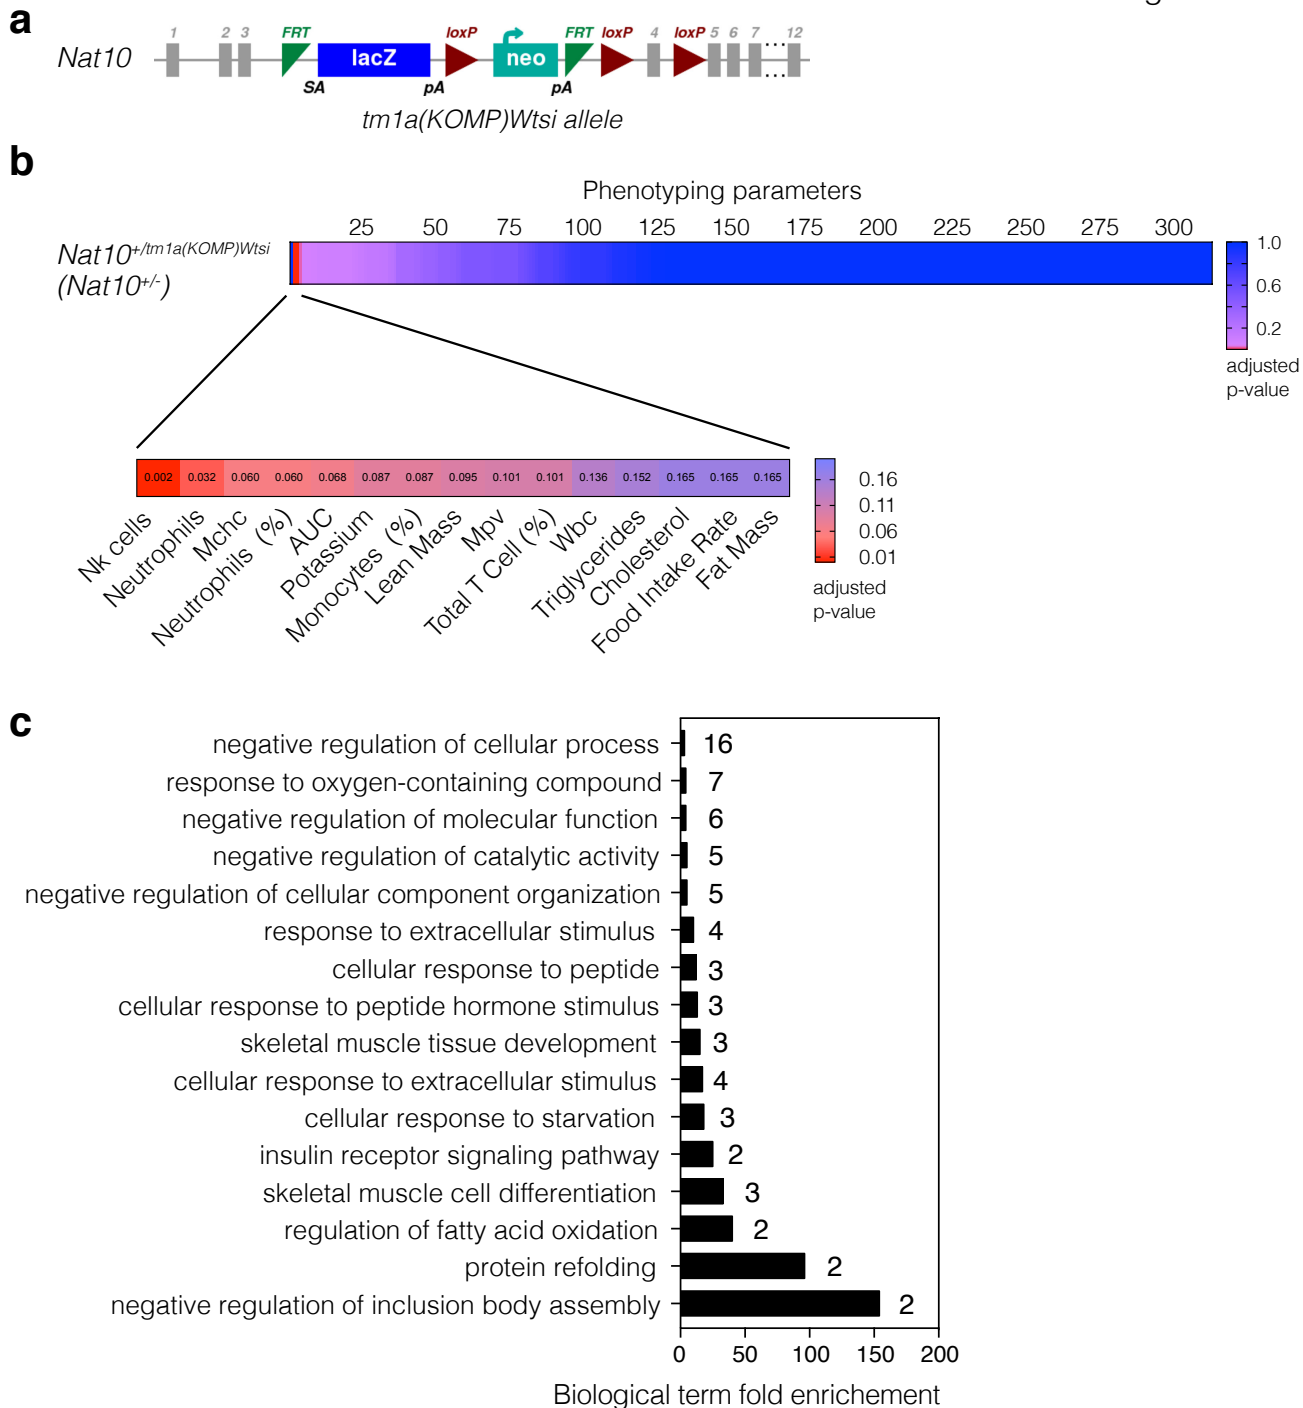 g
a
Nat10
1 2 3 FRT loxP FRT loxP 4 loxP 5 6 7 12
lacZ neo
SA pA pA
tm1a(KOMP)Wtsi allele
b
Phenotyping parameters
25 50 75 100 125 150 175 200 225 250 275 300
Nat10+/tm1a(KOMP)Wtsi
(Nat10+/-)
1.0
0.6
0.2
adjusted
p-value
0.002 0.032 0.060 0.060 0.068 0.087 0.087 0.095 0.101 0.101 0.136 0.152 0.165 0.165 0.165
Nk cells
Neutrophils
Mchc
Neutrophils (%)
AUC
Potassium
Monocytes (%)
Lean Mass
Mpv
Total T Cell (%)
Wbc
Triglycerides
Cholesterol
Food Intake Rate
Fat Mass
0.16
0.11
0.06
0.01
adjusted
p-value
c
negative regulation of cellular process 16
response to oxygen-containing compound 7
negative regulation of molecular function 6
negative regulation of catalytic activity 5
negative regulation of cellular component organization 5
response to extracellular stimulus 4
cellular response to peptide 3
cellular response to peptide hormone stimulus 3
skeletal muscle tissue development 3
cellular response to extracellular stimulus 4
cellular response to starvation 3
insulin receptor signaling pathway 2
skeletal muscle cell differentiation 3
regulation of fatty acid oxidation 2
protein refolding 2
negative regulation of inclusion body assembly 2
0 50 100 150 200
Biological term fold enrichement